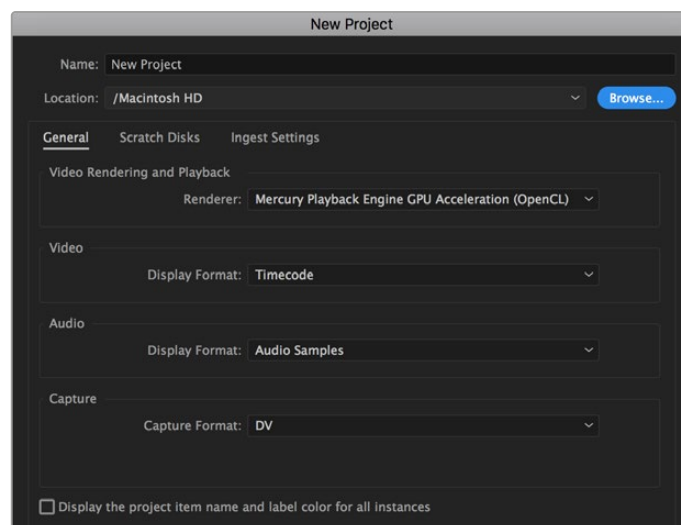 New Project
Name: New Project
Location: /Macintosh HD Browse...
General Scratch Disks Ingest Settings
Video Rendering and Playback
Renderer: Mercury Playback Engine GPU Acceleration (OpenCL)
Video
Display Format: Timecode
Audio
Display Format: Audio Samples
Capture
Capture Format: DV
Display the project item name and label color for all instances